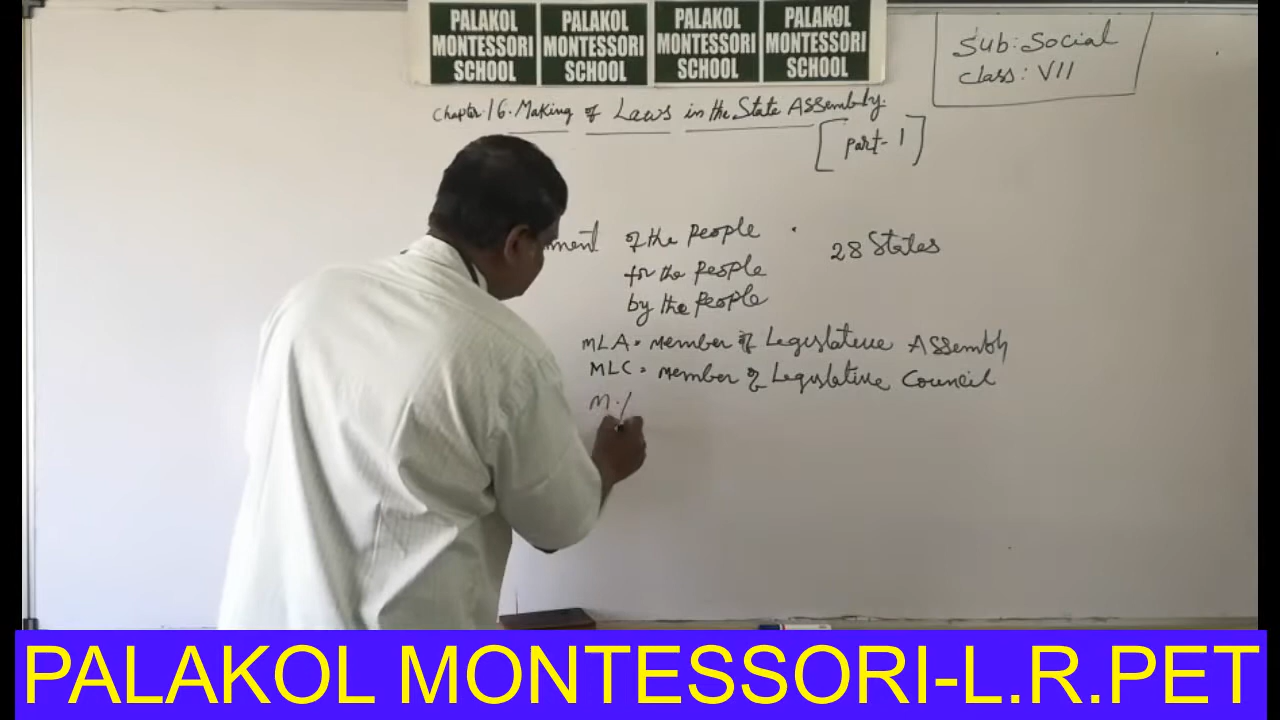 PALAKOL MONTESSORI SCHOOL PALAKOL MONTESSORI SCHOOL PALAKOL MONTESSORI SCHOOL PALAKOL MONTESSORI SCHOOL
Sub: Social
Class: VII
Chapter.16. Making of Laws in the State Assembly.
[Part-1]
ment of the People .
28 States
for the People
by the People
MLA = Member of Legislative Assembly
MLC = Member of Legislative Council
M.
PALAKOL MONTESSORI-L.R.PET